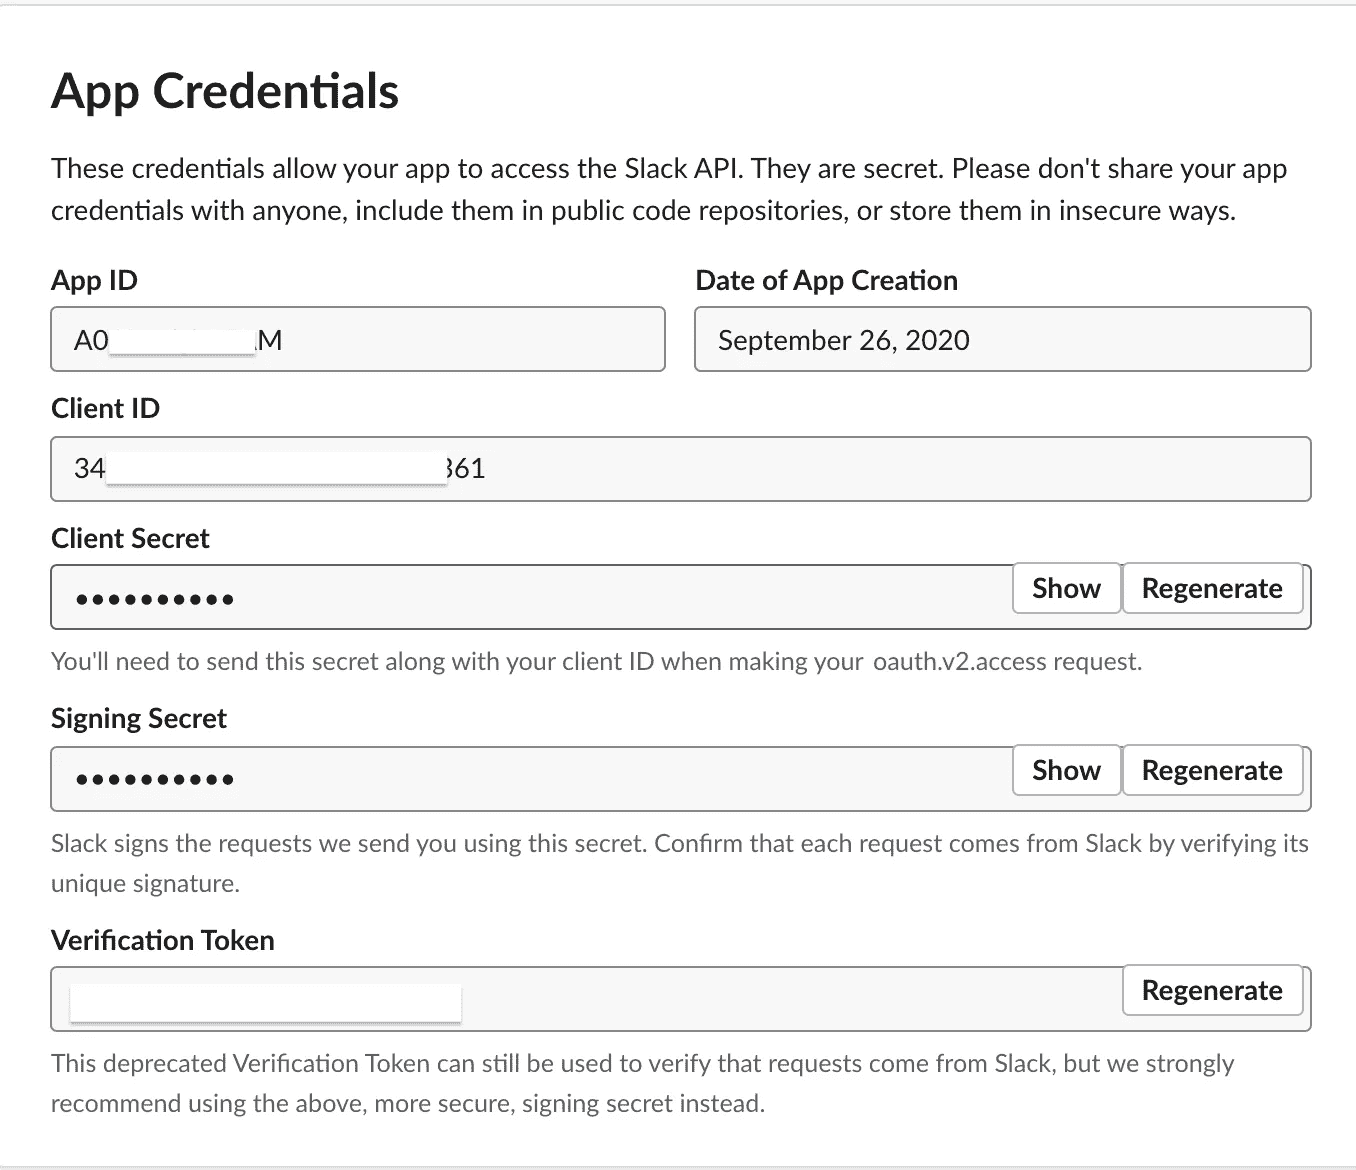 App Credentials
These credentials allow your app to access the Slack API. They are secret. Please don't share your app
credentials with anyone, include them in public code repositories, or store them in insecure ways.
App ID
Date of App Creation
A0 M
September 26, 2020
Client ID
34 361
Client Secret
••••••••••
Show
Regenerate
You'll need to send this secret along with your client ID when making your oauth.v2.access request.
Signing Secret
••••••••••
Show
Regenerate
Slack signs the requests we send you using this secret. Confirm that each request comes from Slack by verifying its
unique signature.
Verification Token
Regenerate
This deprecated Verification Token can still be used to verify that requests come from Slack, but we strongly
recommend using the above, more secure, signing secret instead.